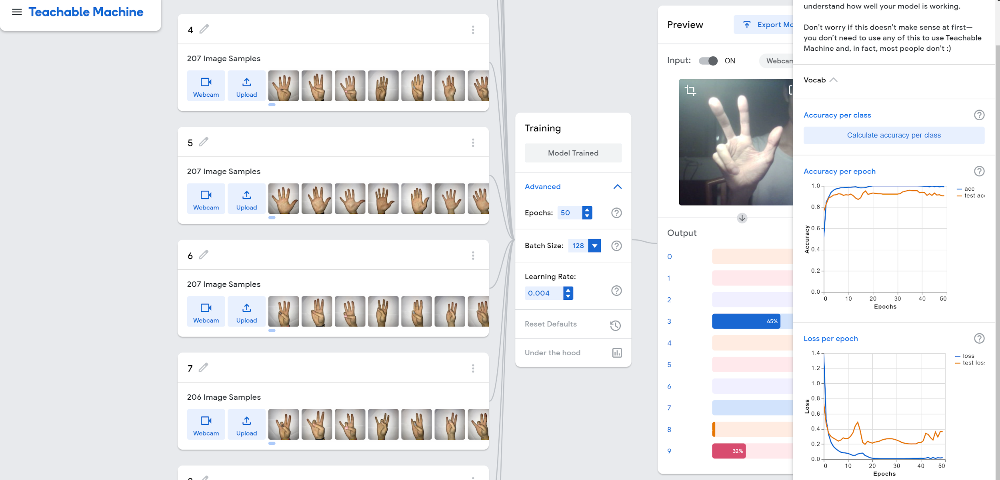 Teachable Machine
4
207 Image Samples
Webcam
Upload
5
207 Image Samples
Webcam
Upload
6
207 Image Samples
Webcam
Upload
7
206 Image Samples
Webcam
Upload
Training
Model Trained
Advanced
Epochs: 50
Batch Size: 128
Learning Rate:
0.004
Reset Defaults
Under the hood
Preview
Export Mo
Input: ON Webcam
Output
0
1
2
3 65%
4
5
6
7
8
9 32%
understand how well your model is working.
Don’t worry if this doesn’t make sense at first—
you don’t need to use any of this to use Teachable
Machine and, in fact, most people don’t :)
Vocab
Accuracy per class
Calculate accuracy per class
Accuracy per epoch
1.0
0.8
0.6
0.4
0.2
0.0
Accuracy
0 10 20 30 40 50
Epochs
acc
test acc
Loss per epoch
1.4
1.2
1.0
0.8
0.6
0.4
0.2
0.0
Loss
0 10 20 30 40 50
Epochs
loss
test loss